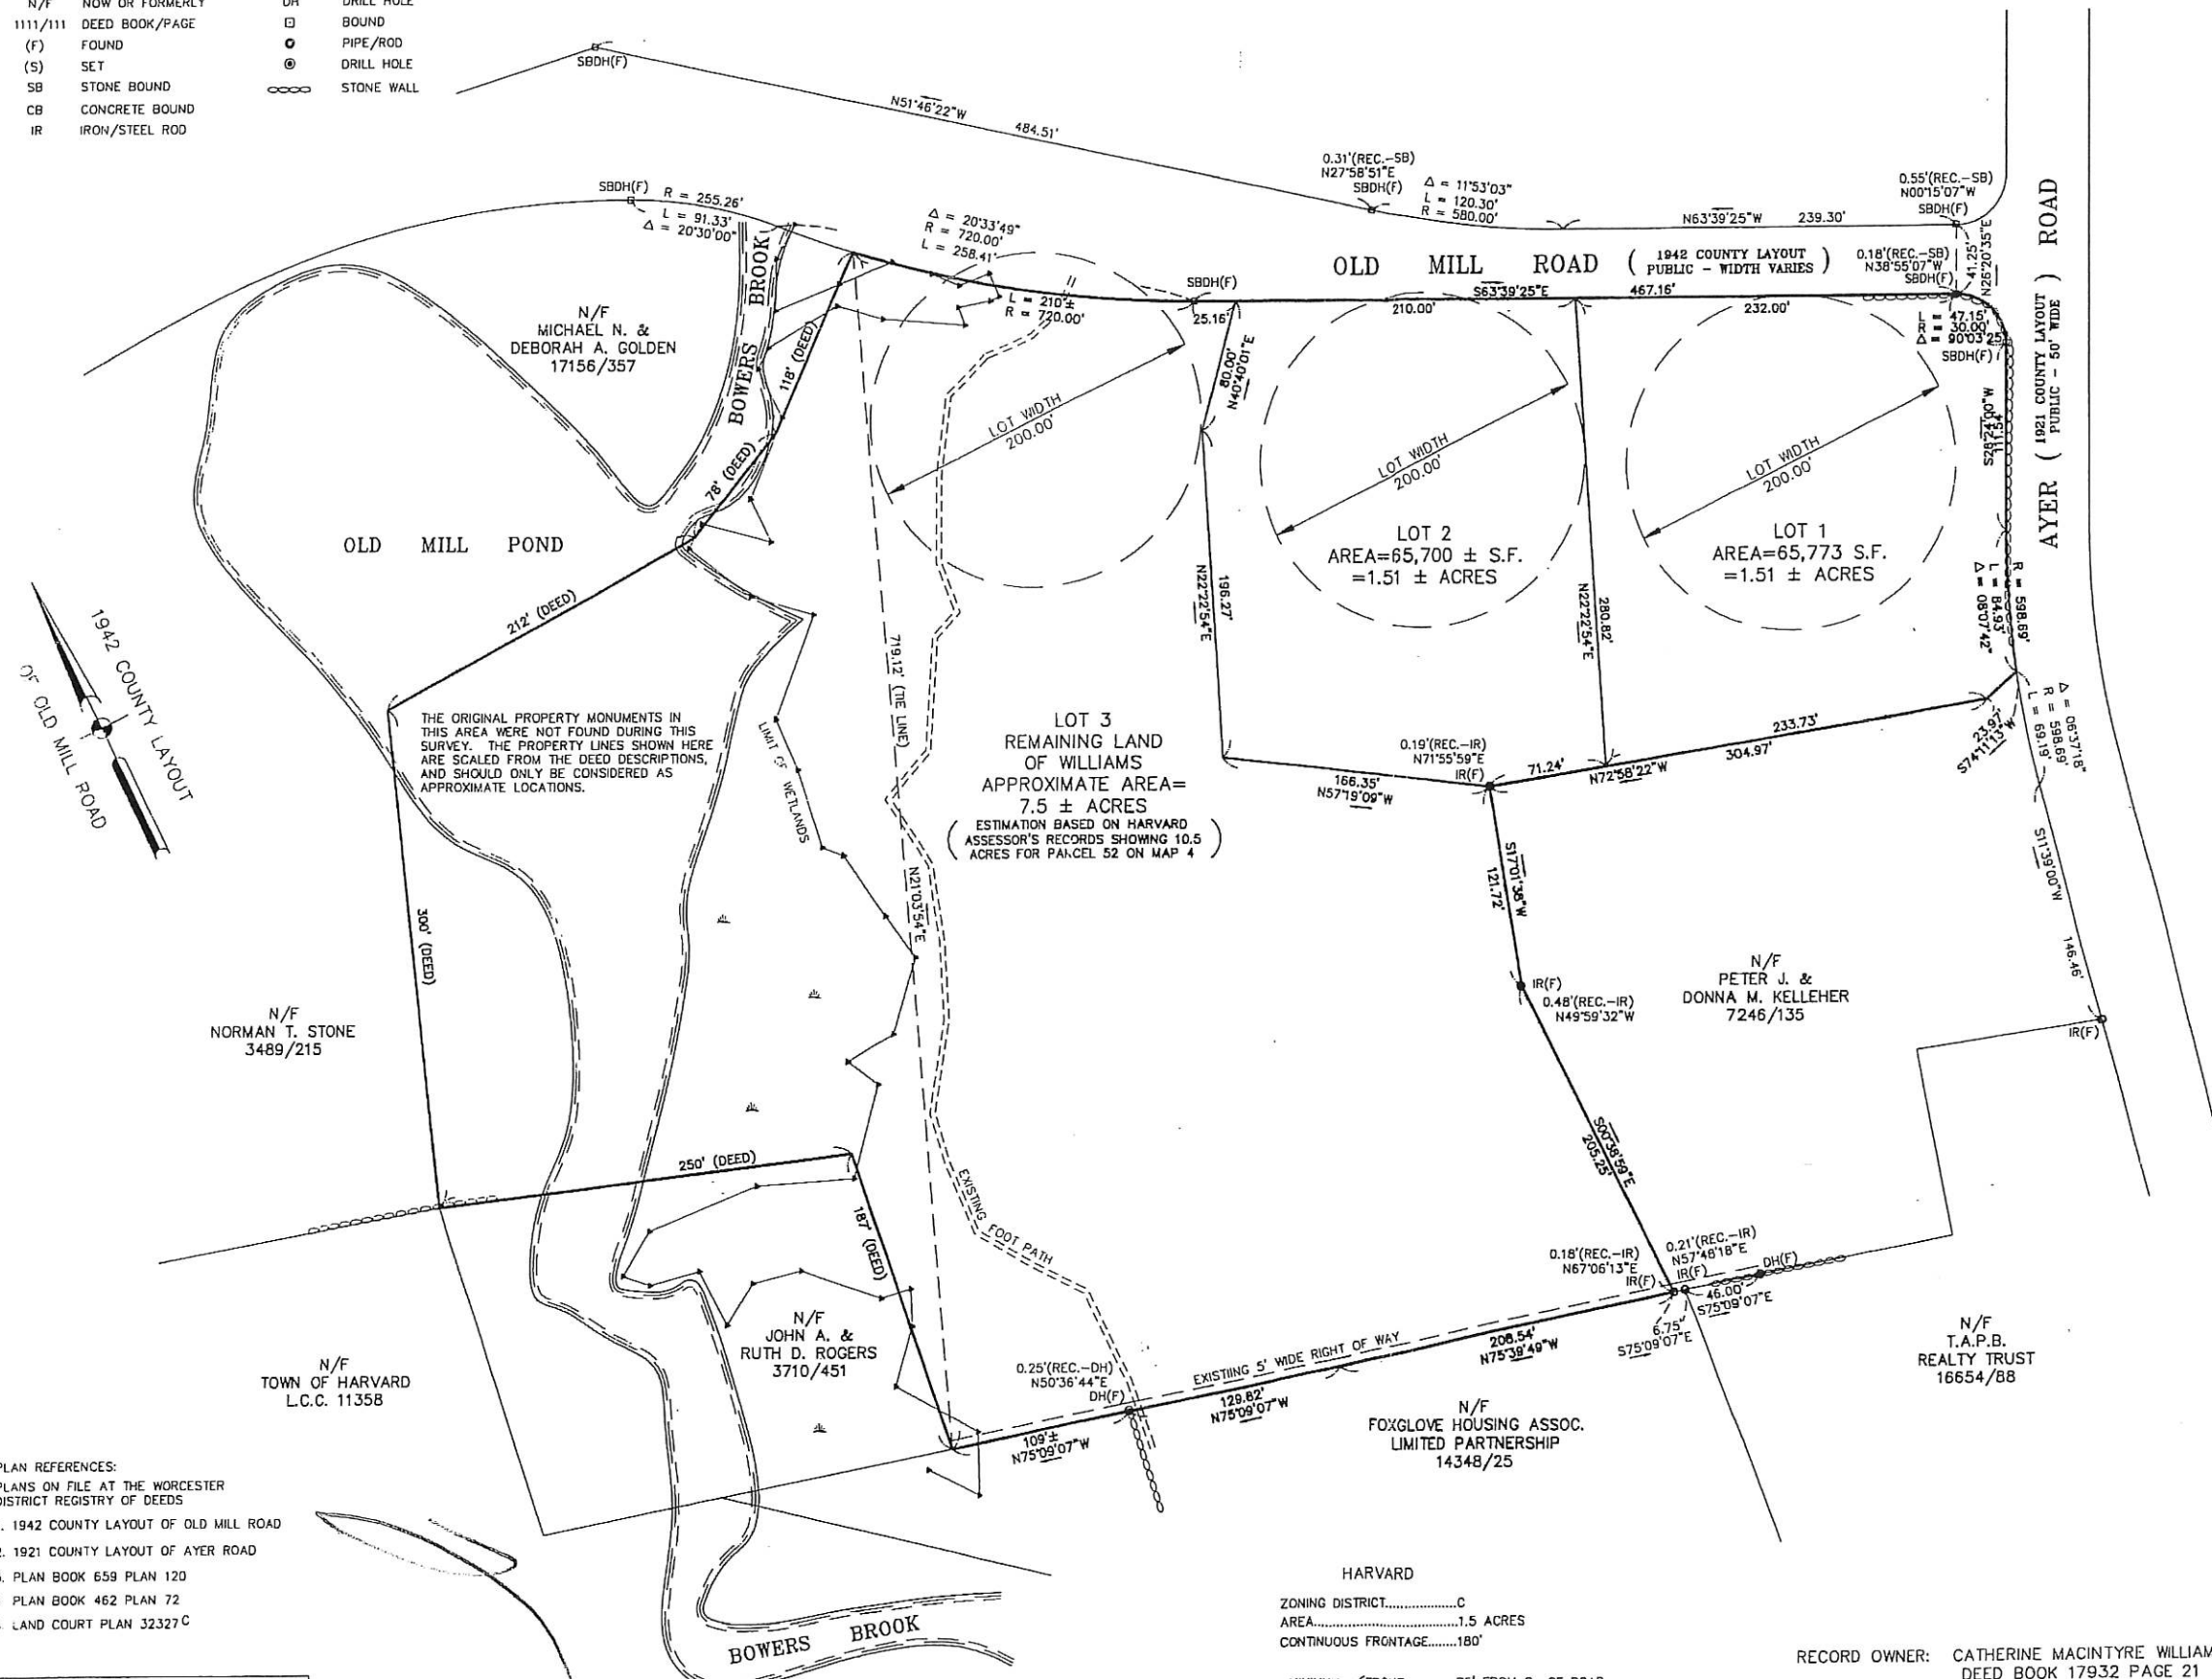 N/F NOW OR FORMERLY
DH DRILL HOLE
1111/111 DEED BOOK/PAGE
BOUND
(F) FOUND
PIPE/ROD
(S) SET
DRILL HOLE
SB STONE BOUND
STONE WALL
CB CONCRETE BOUND
IR IRON/STEEL ROD
SBDH(F)
N51°46'22"W
484.51'
0.31'(REC.-SB)
N27°58'51"E
SBDH(F)
Δ = 11°53'03"
L = 120.30'
R = 580.00'
N63°39'25"W 239.30'
0.55'(REC.-SB)
N00°15'07"W
SBDH(F)
41.25'
N26°20'35"E
SBDH(F)
R = 255.26'
L = 91.33'
Δ = 20°30'00"
Δ = 20°33'49"
R = 720.00'
L = 258.41'
L = 210'±
R = 720.00'
SBDH(F)
25.16'
OLD MILL ROAD ( 1942 COUNTY LAYOUT
PUBLIC - WIDTH VARIES )
S63°39'25"E 467.16'
210.00'
232.00'
0.18'(REC.-SB)
N38°55'07"W
SBDH(F)
L = 47.15'
R = 30.00'
Δ = 90°03'25"
SBDH(F)
AYER ( 1921 COUNTY LAYOUT
PUBLIC - 50' WIDE ) ROAD
S26°24'00"W
111.54'
R = 598.69'
L = 84.93'
Δ = 08°07'42"
Δ = 06°37'18"
R = 598.69'
L = 69.19'
S11°39'00"W
146.46'
IR(F)
N/F
MICHAEL N. &
DEBORAH A. GOLDEN
17156/357
BOWERS BROOK
118' (DEED)
78' (DEED)
212' (DEED)
OLD MILL POND
1942 COUNTY LAYOUT
OF OLD MILL ROAD
LOT WIDTH
200.00'
LOT WIDTH
200.00'
LOT WIDTH
200.00'
80.00'
N40°40'01"E
196.27'
N22°22'54"E
280.82'
N22°22'54"E
LOT 2
AREA=65,700 ± S.F.
=1.51 ± ACRES
LOT 1
AREA=65,773 S.F.
=1.51 ± ACRES
THE ORIGINAL PROPERTY MONUMENTS IN
THIS AREA WERE NOT FOUND DURING THIS
SURVEY. THE PROPERTY LINES SHOWN HERE
ARE SCALED FROM THE DEED DESCRIPTIONS,
AND SHOULD ONLY BE CONSIDERED AS
APPROXIMATE LOCATIONS.
LIMIT OF WETLANDS
719.12' (TIE LINE)
N21°03'54"E
LOT 3
REMAINING LAND
OF WILLIAMS
APPROXIMATE AREA=
7.5 ± ACRES
( ESTIMATION BASED ON HARVARD
ASSESSOR'S RECORDS SHOWING 10.5
ACRES FOR PARCEL 52 ON MAP 4 )
166.35'
N57°19'09"W
0.19'(REC.-IR)
N71°55'59"E
IR(F)
71.24'
N72°58'22"W
233.73'
304.97'
23.97'
S74°11'13"W
S17°01'38"W
121.72'
IR(F)
0.48'(REC.-IR)
N49°59'32"W
N/F
PETER J. &
DONNA M. KELLEHER
7246/135
S00°38'59"E
205.25'
300' (DEED)
N/F
NORMAN T. STONE
3489/215
250' (DEED)
187' (DEED)
EXISTING FOOT PATH
N/F
TOWN OF HARVARD
L.C.C. 11358
N/F
JOHN A. &
RUTH D. ROGERS
3710/451
109'±
N75°09'07"W
0.25'(REC.-DH)
N50°36'44"E
DH(F)
EXISTIING 5' WIDE RIGHT OF WAY
129.82'
N75°09'07"W
208.54'
N75°39'49"W
0.18'(REC.-IR)
N67°06'13"E
IR(F)
0.21'(REC.-IR)
N57°48'18"E
IR(F)
DH(F)
46.00'
S75°09'07"E
6.75'
S75°09'07"E
N/F
FOXGLOVE HOUSING ASSOC.
LIMITED PARTNERSHIP
14348/25
N/F
T.A.P.B.
REALTY TRUST
16654/88
PLAN REFERENCES:
PLANS ON FILE AT THE WORCESTER
DISTRICT REGISTRY OF DEEDS
1942 COUNTY LAYOUT OF OLD MILL ROAD
2. 1921 COUNTY LAYOUT OF AYER ROAD
PLAN BOOK 659 PLAN 120
PLAN BOOK 462 PLAN 72
LAND COURT PLAN 32327C
BOWERS BROOK
HARVARD
ZONING DISTRICT..................C
AREA....................................1.5 ACRES
CONTINUOUS FRONTAGE.......180'
RECORD OWNER: CATHERINE MACINTYRE WILLIAM
DEED BOOK 17932 PAGE 21